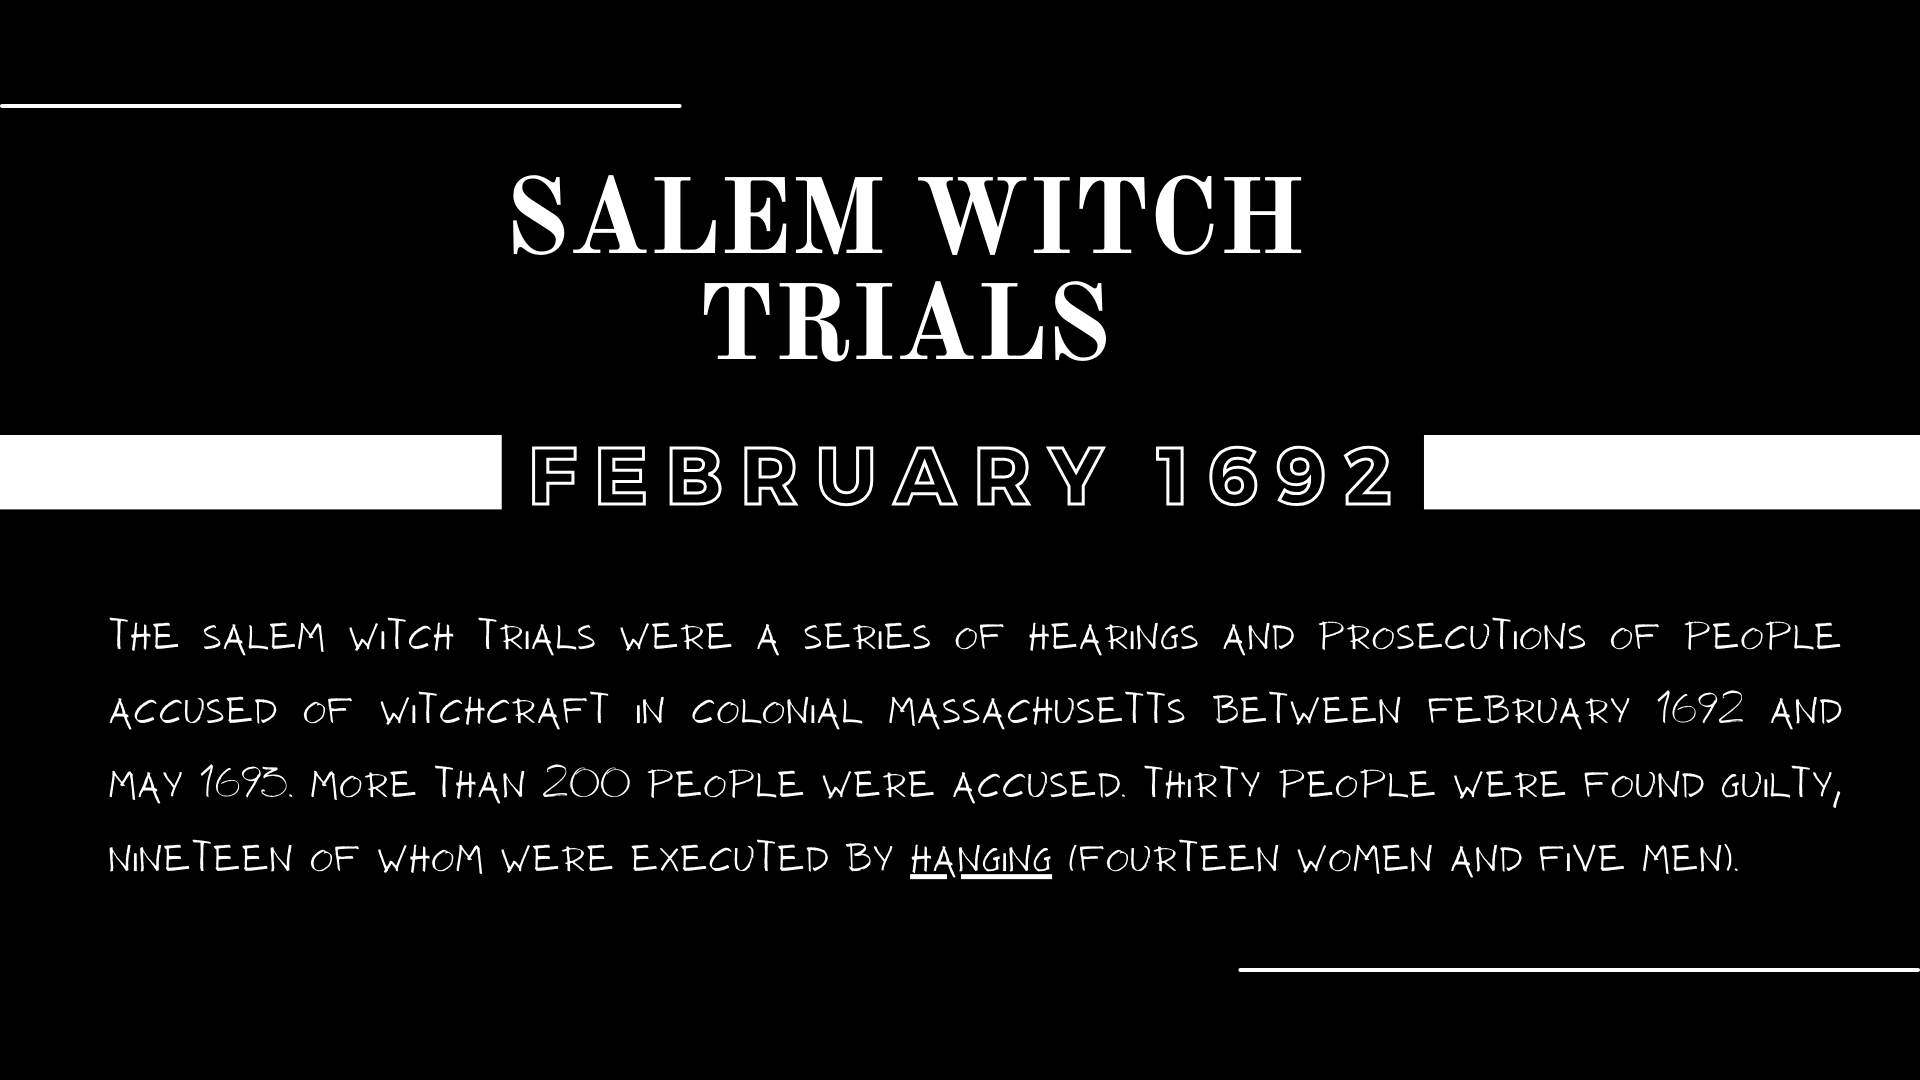 SALEM WITCH
TRIALS
FEBRUARY 1692
THE SALEM WITCH TRIALS WERE A SERIES OF HEARINGS AND PROSECUTIONS OF PEOPLE
ACCUSED OF WITCHCRAFT IN COLONIAL MASSACHUSETTS BETWEEN FEBRUARY 1692 AND
MAY 1693. MORE THAN 200 PEOPLE WERE ACCUSED. THIRTY PEOPLE WERE FOUND GUILTY,
NINETEEN OF WHOM WERE EXECUTED BY HANGING (FOURTEEN WOMEN AND FIVE MEN).